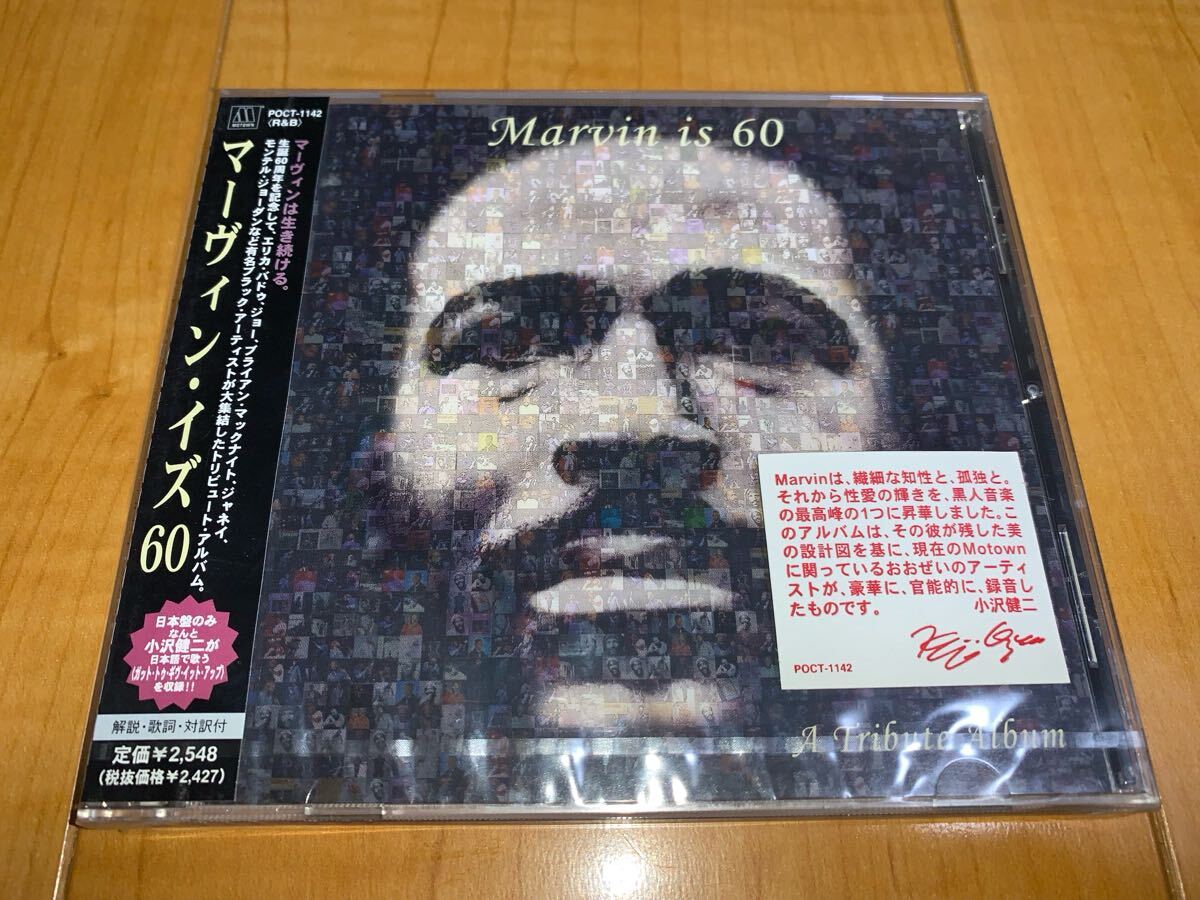 MOTOWN
POCT-1142
〈R&B〉
マーヴィン・イズ60
マーヴィンは生き続ける。
生誕60周年を記念して、エリカ・バドゥ、ジョー、ブライアン・マックナイト、ジャネイ、
モンテル・ジョーダンなど有名ブラック・アーティストが大集結したトリビュート・アルバム。
日本盤のみ
なんと
小沢健二が
日本語で歌う
〈ガット・トゥ・ギヴ・イット・アップ〉
を収録!!
解説・歌詞・対訳付
定価¥2,548
(税抜価格¥2,427)
Marvin is 60
Marvinは、繊細な知性と、孤独と。
それから性愛の輝きを、黒人音楽
の最高峰の1つに昇華しました。こ
のアルバムは、その彼が残した美
の設計図を基に、現在のMotown
に関っているおおぜいのアーティ
ストが、豪華に、官能的に、録音し
たものです。 小沢健二
POCT-1142
A Tribute Album